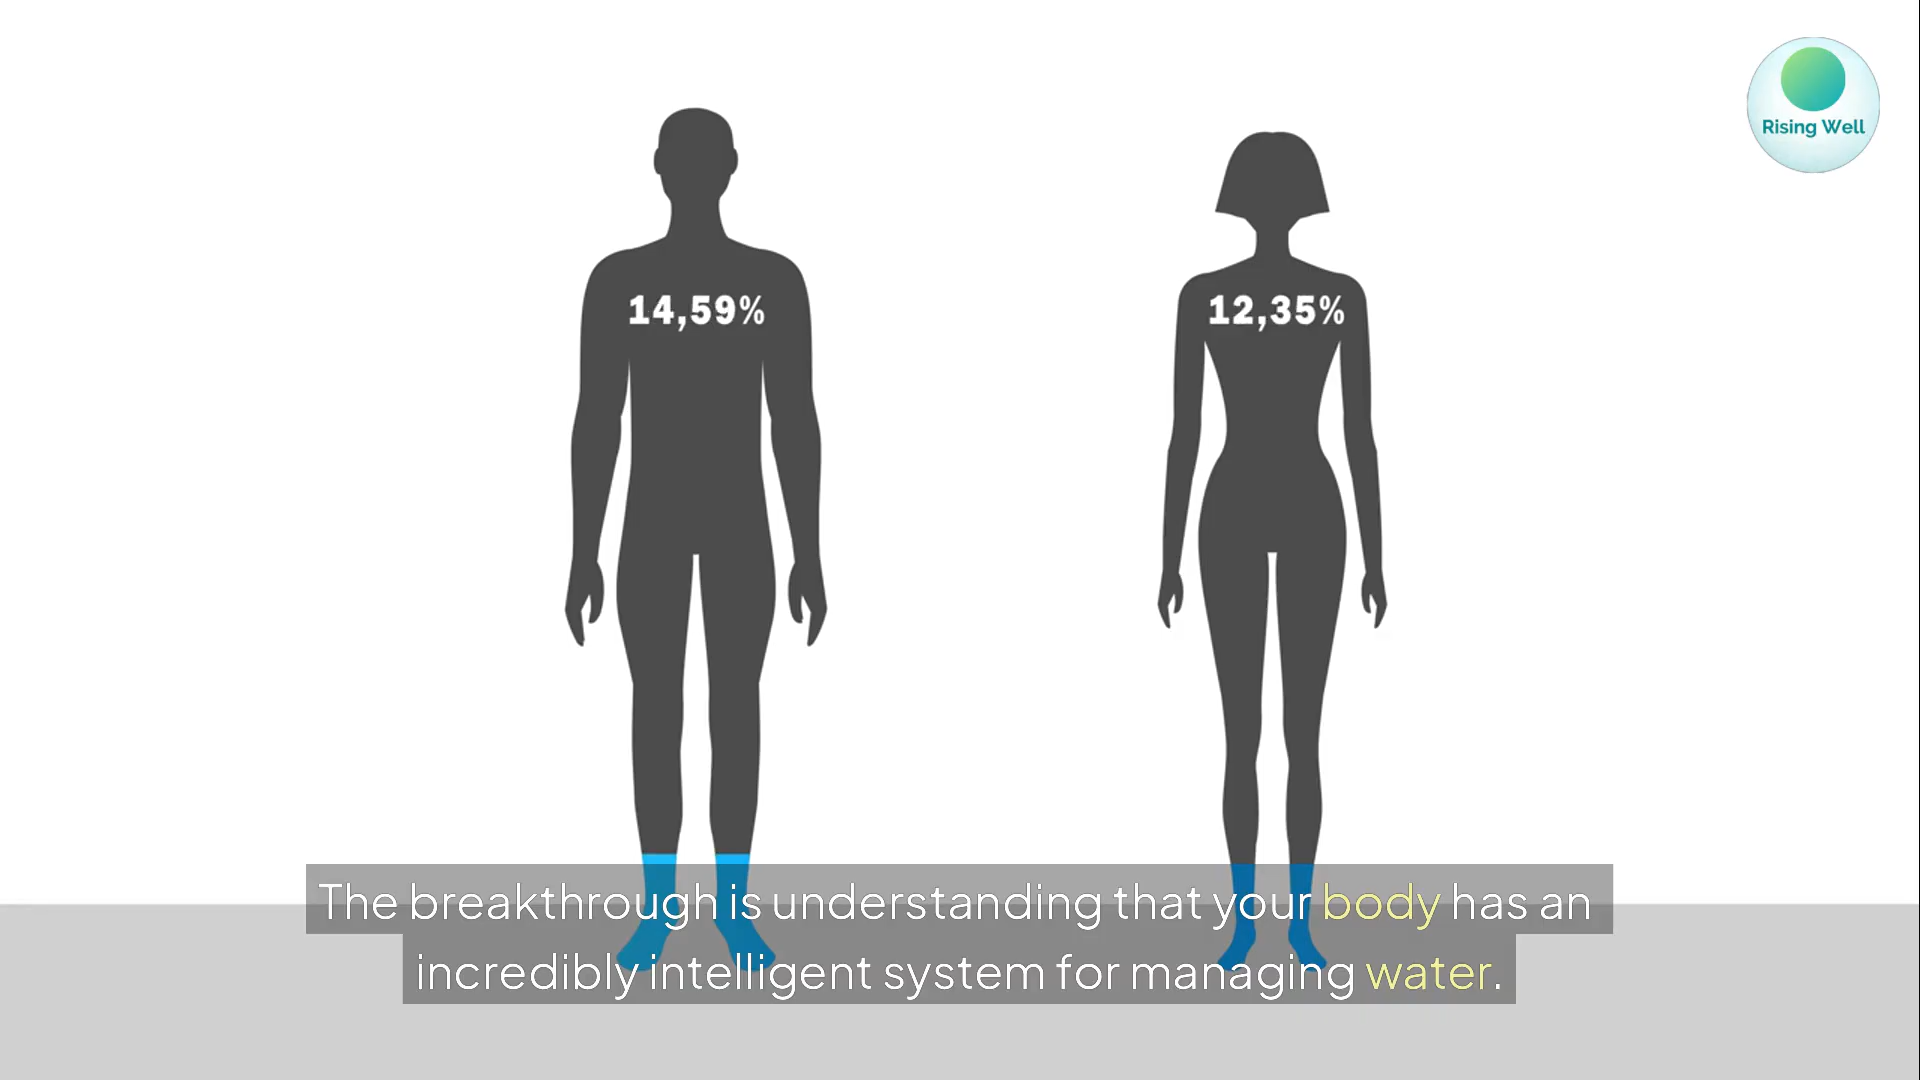 Rising Well
14,59%
12,35%
The breakthrough is understanding that your body has an
incredibly intelligent system for managing water.